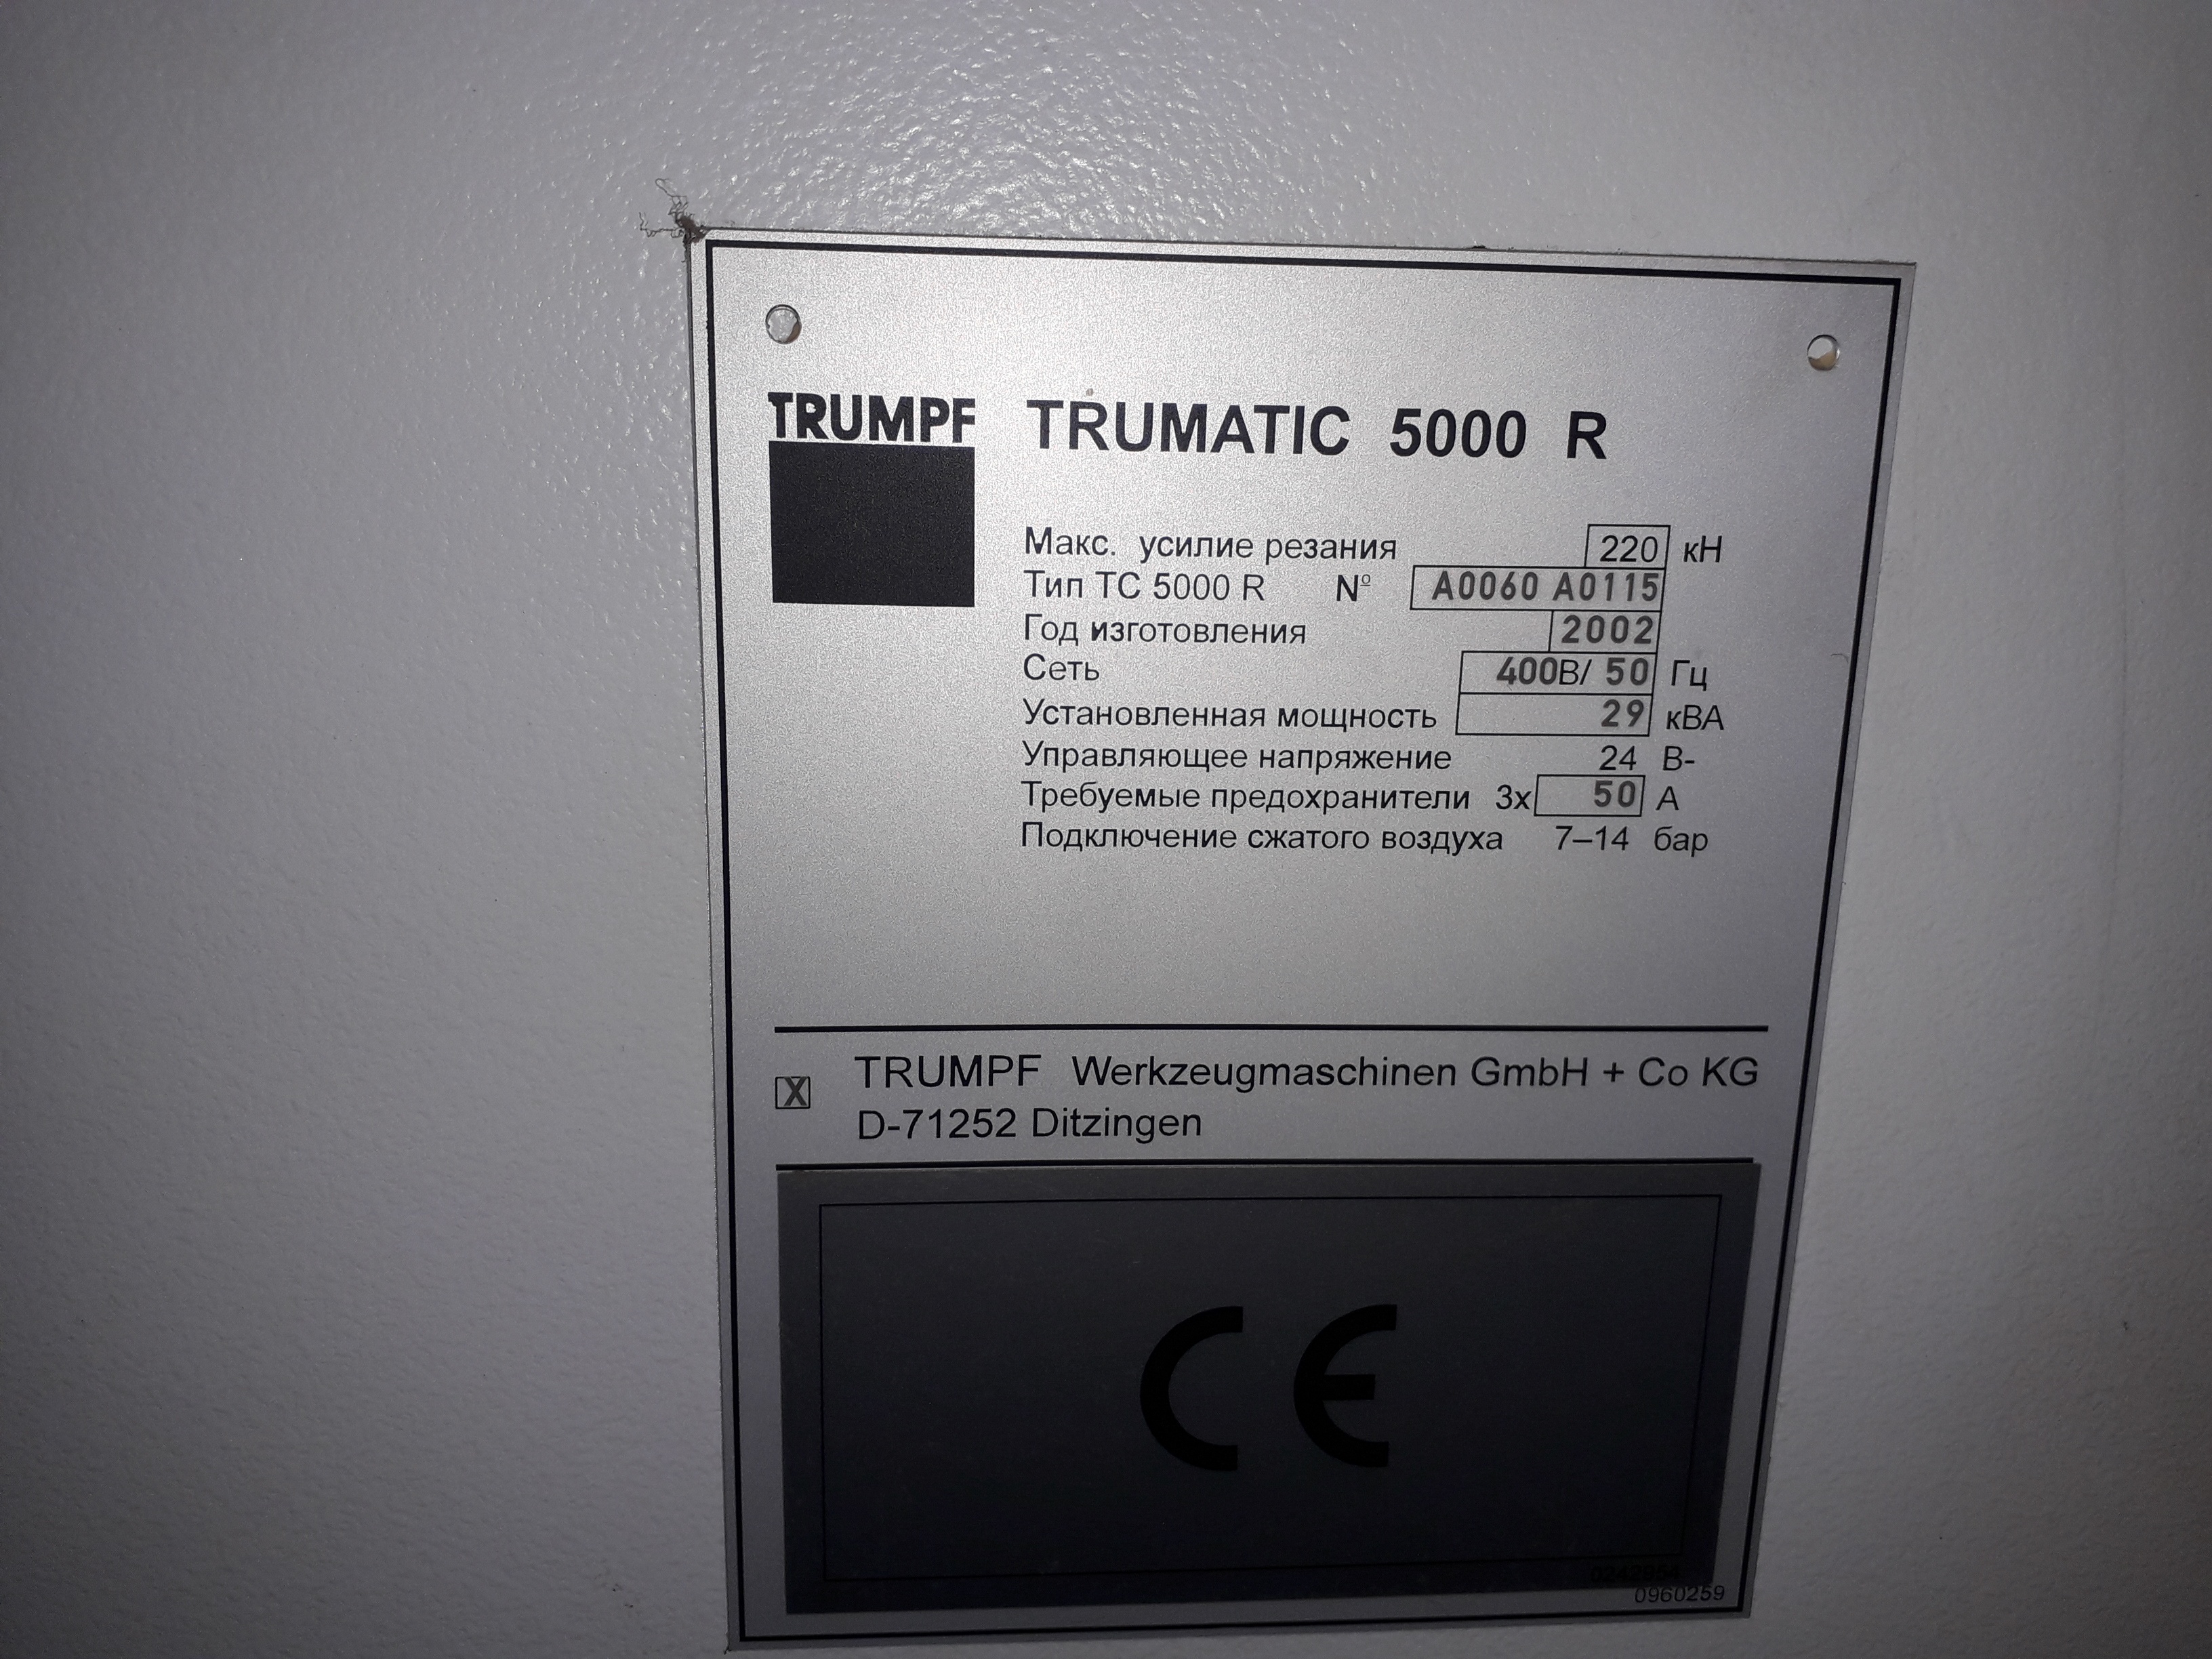 TRUMPF
TRUMATIC 5000 R
Макс. усилие резания 220 кН
Тип TC 5000 R Nº A0060 A0115
Год изготовления 2002
Сеть 400В/ 50 Гц
Установленная мощность 29 кВА
Управляющее напряжение 24 В-
Требуемые предохранители 3x 50 А
Подключение сжатого воздуха 7–14 бар
X TRUMPF Werkzeugmaschinen GmbH + Co KG
D-71252 Ditzingen
CE
0960259